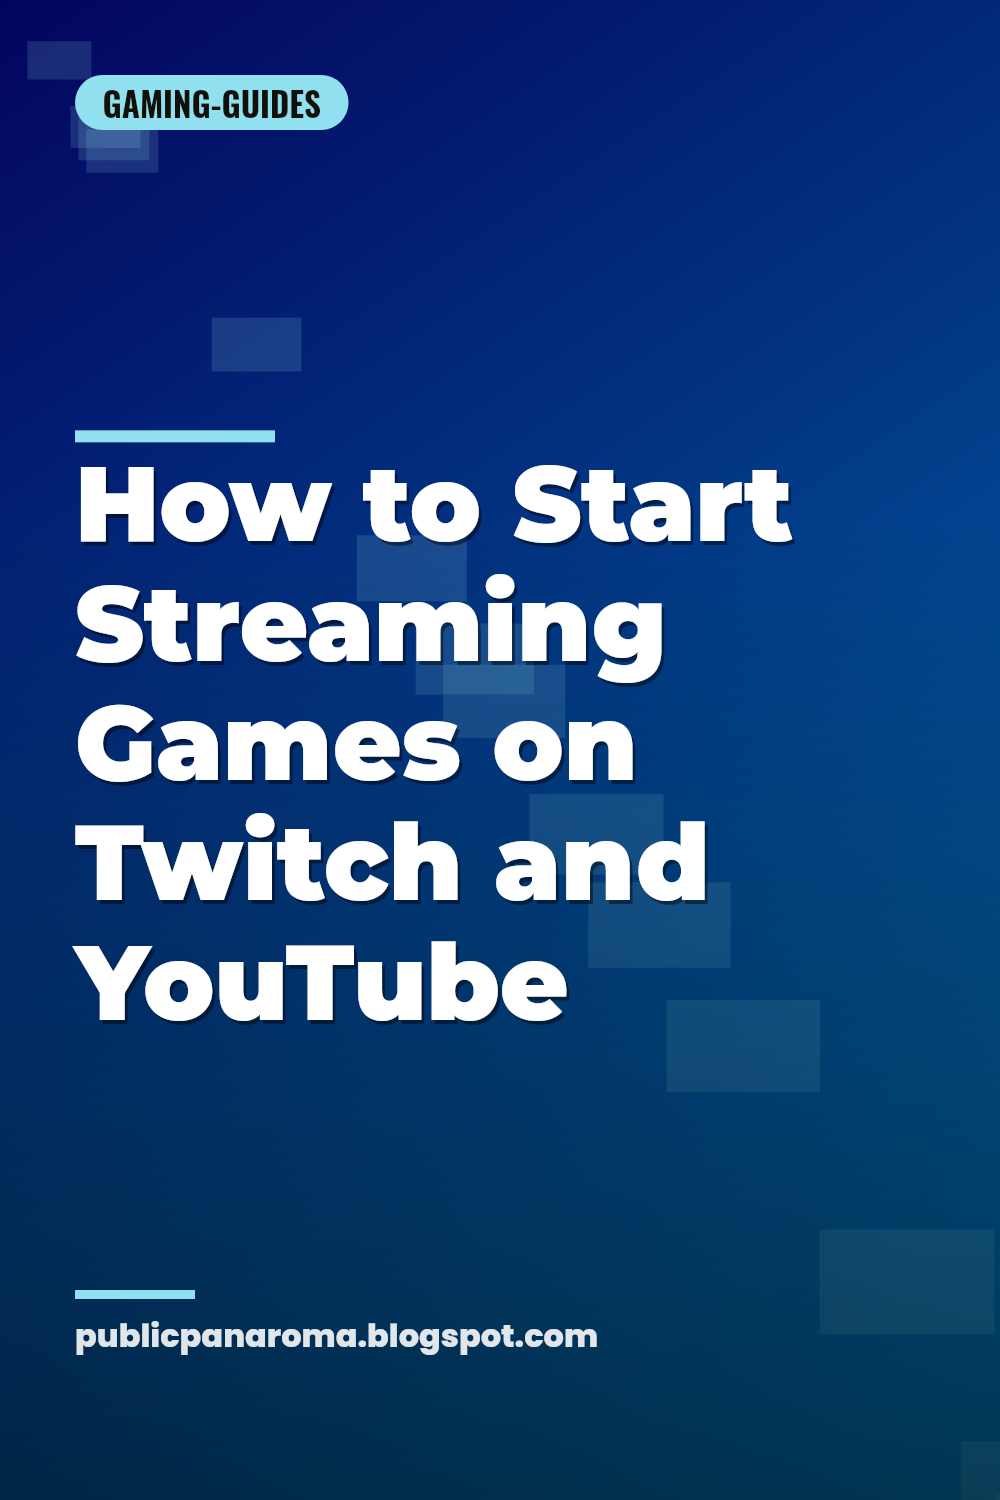 GAMING-GUIDES
How to Start
Streaming
Games on
Twitch and
YouTube
publicpanaroma.blogspot.com